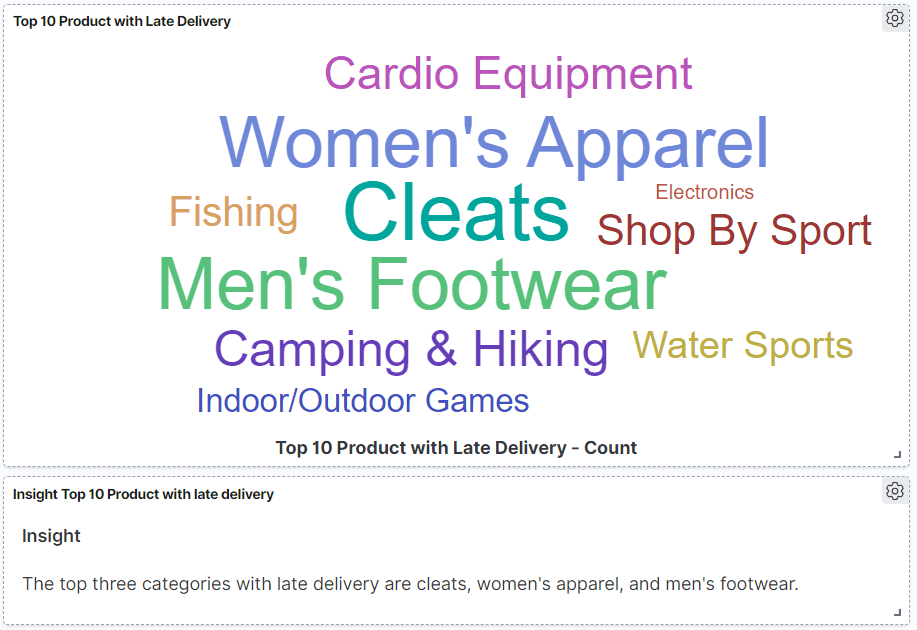 Top 10 Product with Late Delivery
Cardio Equipment
Women's Apparel
Electronics
Fishing
Cleats
Shop By Sport
Men's Footwear
Camping & Hiking
Water Sports
Indoor/Outdoor Games
Top 10 Product with Late Delivery - Count
Insight Top 10 Product with late delivery
Insight
The top three categories with late delivery are cleats, women's apparel, and men's footwear.